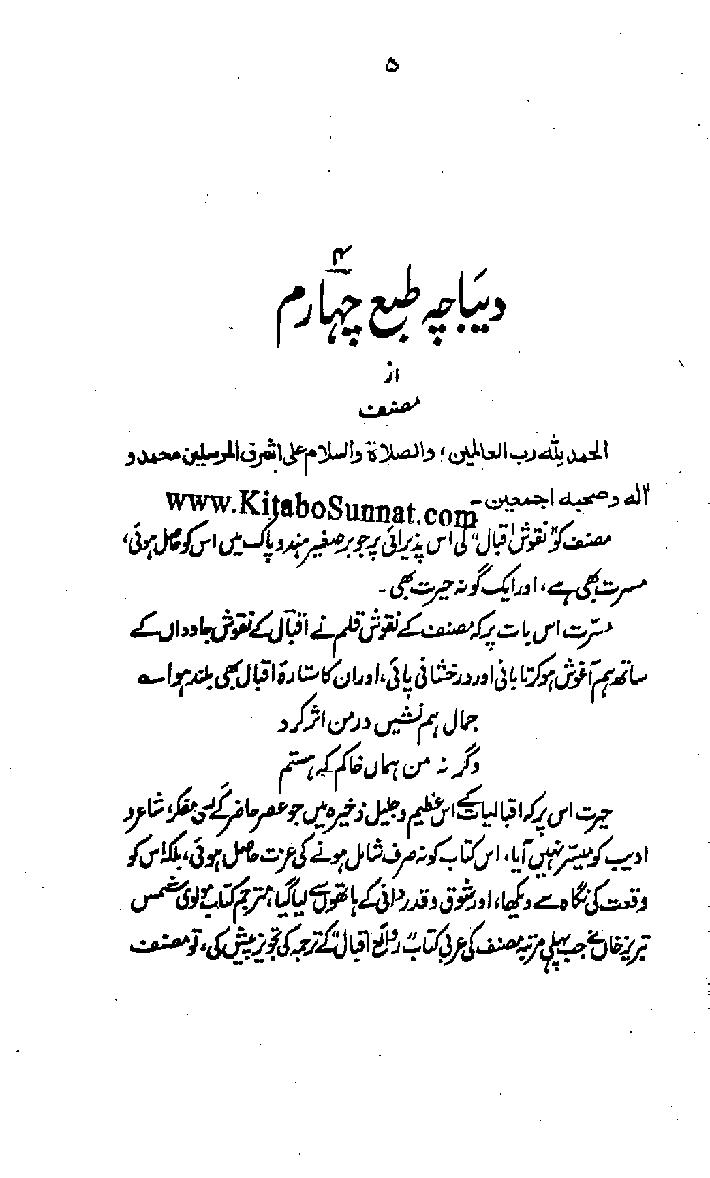 ۵
۴
دیباچہ طبع چہارم
از
مصنف
الحمد للہ رب العالمین، والصلاۃ والسلام علی اشرف المرسلین محمد و
آلہ وصحبہ اجمعین۔
www.KitaboSunnat.com
مصنف کو "نقوش اقبال" کی اس پذیرائی پر جو برصغیر ہند و پاک میں اس کو حاصل ہوئی،
مسرت بھی ہے، اور ایک گونہ حیرت بھی۔
مسرت اس بات پر کہ مصنف کے نقوش قلم نے اقبال کے نقوش جاوداں کے
ساتھ ہم آغوش ہو کر تابانی اور درخشانی پائی، اور ان کا ستارۂ اقبال بھی بلند ہوا ؎
جمال ہم نشیں در من اثر کرد
وگر نہ من ہماں خاکم کہ ہستم
حیرت اس پر کہ اقبالیات کے اس عظیم و جلیل ذخیرہ میں جو عصر حاضر کے کسی مفکر، شاعر و
ادیب کو میسر نہیں آیا، اس کتاب کو نہ صرف شامل ہونے کی عزت حاصل ہوئی، بلکہ اس کو
وقعت کی نگاہ سے دیکھا، اور شوق و قدردانی کے ہاتھوں سے لیا گیا، مترجم کتاب مولوی شمس
تبریز خاں نے جب پہلی مرتبہ مصنف کی عربی کتاب "روائع اقبال" کے ترجمہ کی تجویز پیش کی، تو مصنف